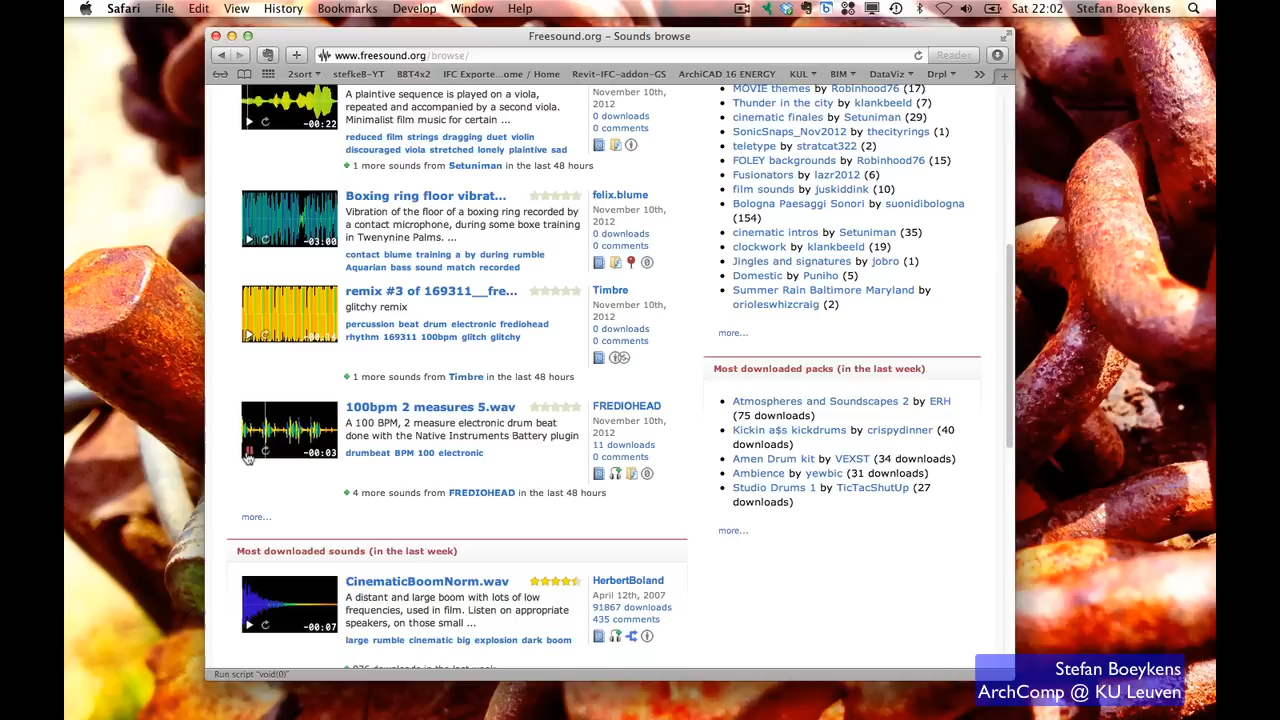 Safari File Edit View History Bookmarks Develop Window Help
Sat 22:02 Stefan Boeykens
Freesound.org – Sounds browse
www.freesound.org/browse/
Reader
2sort stefkeB-YT BBT4x2 IFC Exporte...ome / Home Revit-IFC-addon-GS ArchiCAD 16 ENERGY KUL BIM DataViz Drpl
-00:22
A plaintive sequence is played on a viola,
repeated and accompanied by a second viola.
Minimalist film music for certain ...
reduced film strings dragging duet violin
discouraged viola stretched lonely plaintive sad
November 10th,
2012
0 downloads
0 comments
1 more sounds from Setuniman in the last 48 hours
-03:00
Boxing ring floor vibrat...
Vibration of the floor of a boxing ring recorded by
a contact microphone, during some boxe training
in Twenynine Palms. ...
contact blume training a by during rumble
Aquarian bass sound match recorded
felix.blume
November 10th,
2012
0 downloads
0 comments
remix #3 of 169311__fre...
glitchy remix
percussion beat drum electronic frediohead
rhythm 169311 100bpm glitch glitchy
Timbre
November 10th,
2012
0 downloads
0 comments
1 more sounds from Timbre in the last 48 hours
-00:03
100bpm 2 measures 5.wav
A 100 BPM, 2 measure electronic drum beat
done with the Native Instruments Battery plugin
drumbeat BPM 100 electronic
FREDIOHEAD
November 10th,
2012
11 downloads
0 comments
4 more sounds from FREDIOHEAD in the last 48 hours
more...
Most downloaded sounds (in the last week)
-00:07
CinematicBoomNorm.wav
A distant and large boom with lots of low
frequencies, used in film. Listen on appropriate
speakers, on those small ...
large rumble cinematic big explosion dark boom
HerbertBoland
April 12th, 2007
91867 downloads
435 comments
MOVIE themes by Robinhood76 (17)
Thunder in the city by klankbeeld (7)
cinematic finales by Setuniman (29)
SonicSnaps_Nov2012 by thecityrings (1)
teletype by stratcat322 (2)
FOLEY backgrounds by Robinhood76 (15)
Fusionators by lazr2012 (6)
film sounds by juskiddink (10)
Bologna Paesaggi Sonori by suonidibologna
(154)
cinematic intros by Setuniman (35)
clockwork by klankbeeld (19)
Jingles and signatures by jobro (1)
Domestic by Puniho (5)
Summer Rain Baltimore Maryland by
orioleswhizcraig (2)
more...
Most downloaded packs (in the last week)
Atmospheres and Soundscapes 2 by ERH
(75 downloads)
Kickin a$s kickdrums by crispydinner (40
downloads)
Amen Drum kit by VEXST (34 downloads)
Ambience by yewbic (31 downloads)
Studio Drums 1 by TicTacShutUp (27
downloads)
more...
Run script "void(0)"
Stefan Boeykens
ArchComp @ KU Leuven